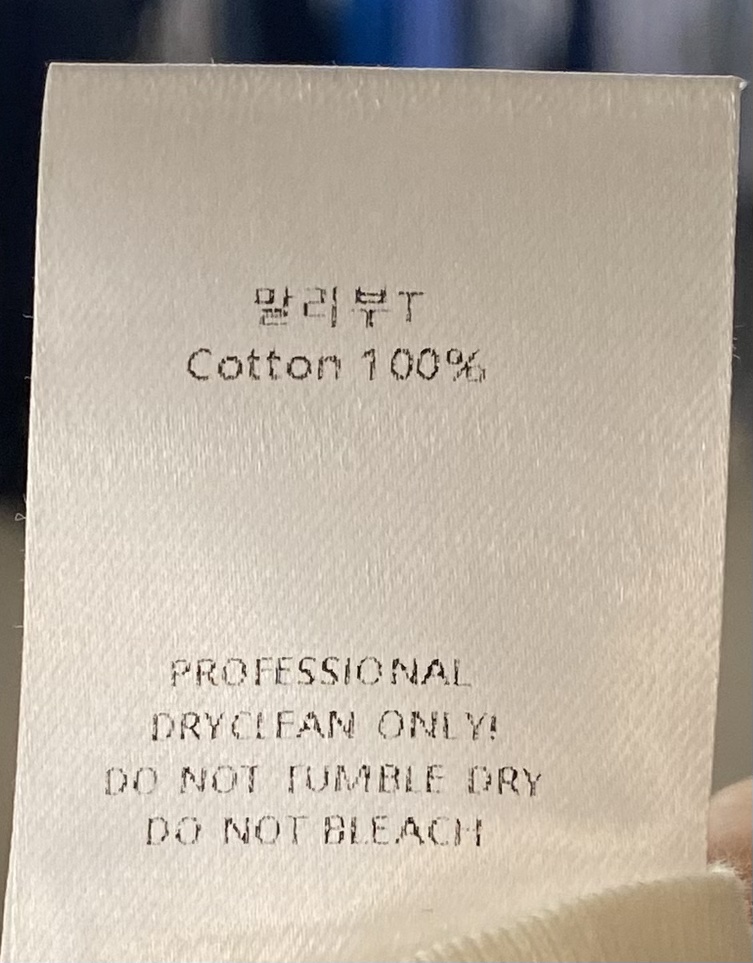 말리부T
Cotton 100%
PROFESSIONAL
DRYCLEAN ONLY!
DO NOT TUMBLE DRY
DO NOT BLEACH